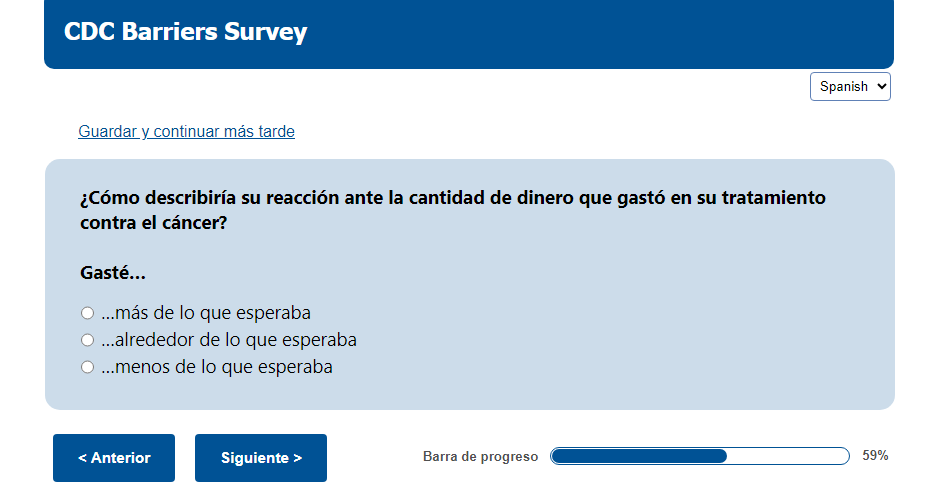 CDC Barriers Survey
Spanish
Guardar y continuar más tarde
¿Cómo describiría su reacción ante la cantidad de dinero que gastó en su tratamiento
contra el cáncer?
Gasté...
...más de lo que esperaba
...alrededor de lo que esperaba
...menos de lo que esperaba
< Anterior
Siguiente >
Barra de progreso
59%